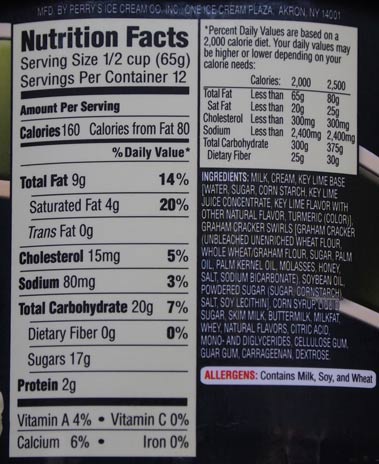 MFD. BY PERRY'S ICE CREAM CO., INC., ONE ICE CREAM PLAZA, AKRON, NY 14001
Nutrition Facts
Serving Size 1/2 cup (65g)
Servings Per Container 12
Amount Per Serving
Calories 160 Calories from Fat 80
% Daily Value*
Total Fat 9g 14%
Saturated Fat 4g 20%
Trans Fat 0g
Cholesterol 15mg 5%
Sodium 80mg 3%
Total Carbohydrate 20g 7%
Dietary Fiber 0g 0%
Sugars 17g
Protein 2g
Vitamin A 4% • Vitamin C 0%
Calcium 6% • Iron 0%
*Percent Daily Values are based on a
2,000 calorie diet. Your daily values may
be higher or lower depending on your
calorie needs:
Calories: 2,000 2,500
Total Fat Less than 65g 80g
Sat Fat Less than 20g 25g
Cholesterol Less than 300mg 300mg
Sodium Less than 2,400mg 2,400mg
Total Carbohydrate 300g 375g
Dietary Fiber 25g 30g
INGREDIENTS: MILK, CREAM, KEY LIME BASE
[WATER, SUGAR, CORN STARCH, KEY LIME
JUICE CONCENTRATE, KEY LIME FLAVOR WITH
OTHER NATURAL FLAVOR, TURMERIC (COLOR)],
GRAHAM CRACKER SWIRLS [GRAHAM CRACKER
(UNBLEACHED UNENRICHED WHEAT FLOUR,
WHOLE WHEAT/GRAHAM FLOUR, SUGAR, PALM
OIL, PALM KERNEL OIL, MOLASSES, HONEY,
SALT, SODIUM BICARBONATE), SOYBEAN OIL,
POWDERED SUGAR (SUGAR, CORNSTARCH),
SALT, SOY LECITHIN], CORN SYRUP,
SUGAR, SKIM MILK, BUTTERMILK, MILKFAT,
WHEY, NATURAL FLAVORS, CITRIC ACID,
MONO- AND DIGLYCERIDES, CELLULOSE GUM,
GUAR GUM, CARRAGEENAN, DEXTROSE.
ALLERGENS: Contains Milk, Soy, and Wheat